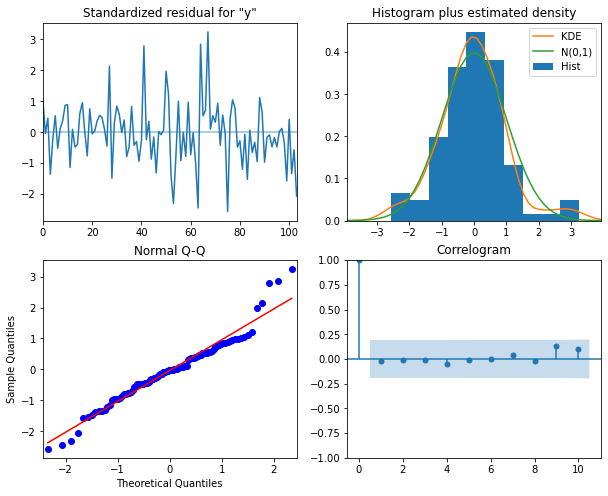 Standardized residual for "y"
3
2
1
0
−1
−2
0 20 40 60 80 100
Histogram plus estimated density
KDE
N(0,1)
Hist
0.4
0.3
0.2
0.1
0.0
−3 −2 −1 0 1 2 3
Normal Q-Q
Sample Quantiles
3
2
1
0
−1
−2
−2 −1 0 1 2
Theoretical Quantiles
Correlogram
1.00
0.75
0.50
0.25
0.00
−0.25
−0.50
−0.75
−1.00
0 2 4 6 8 10